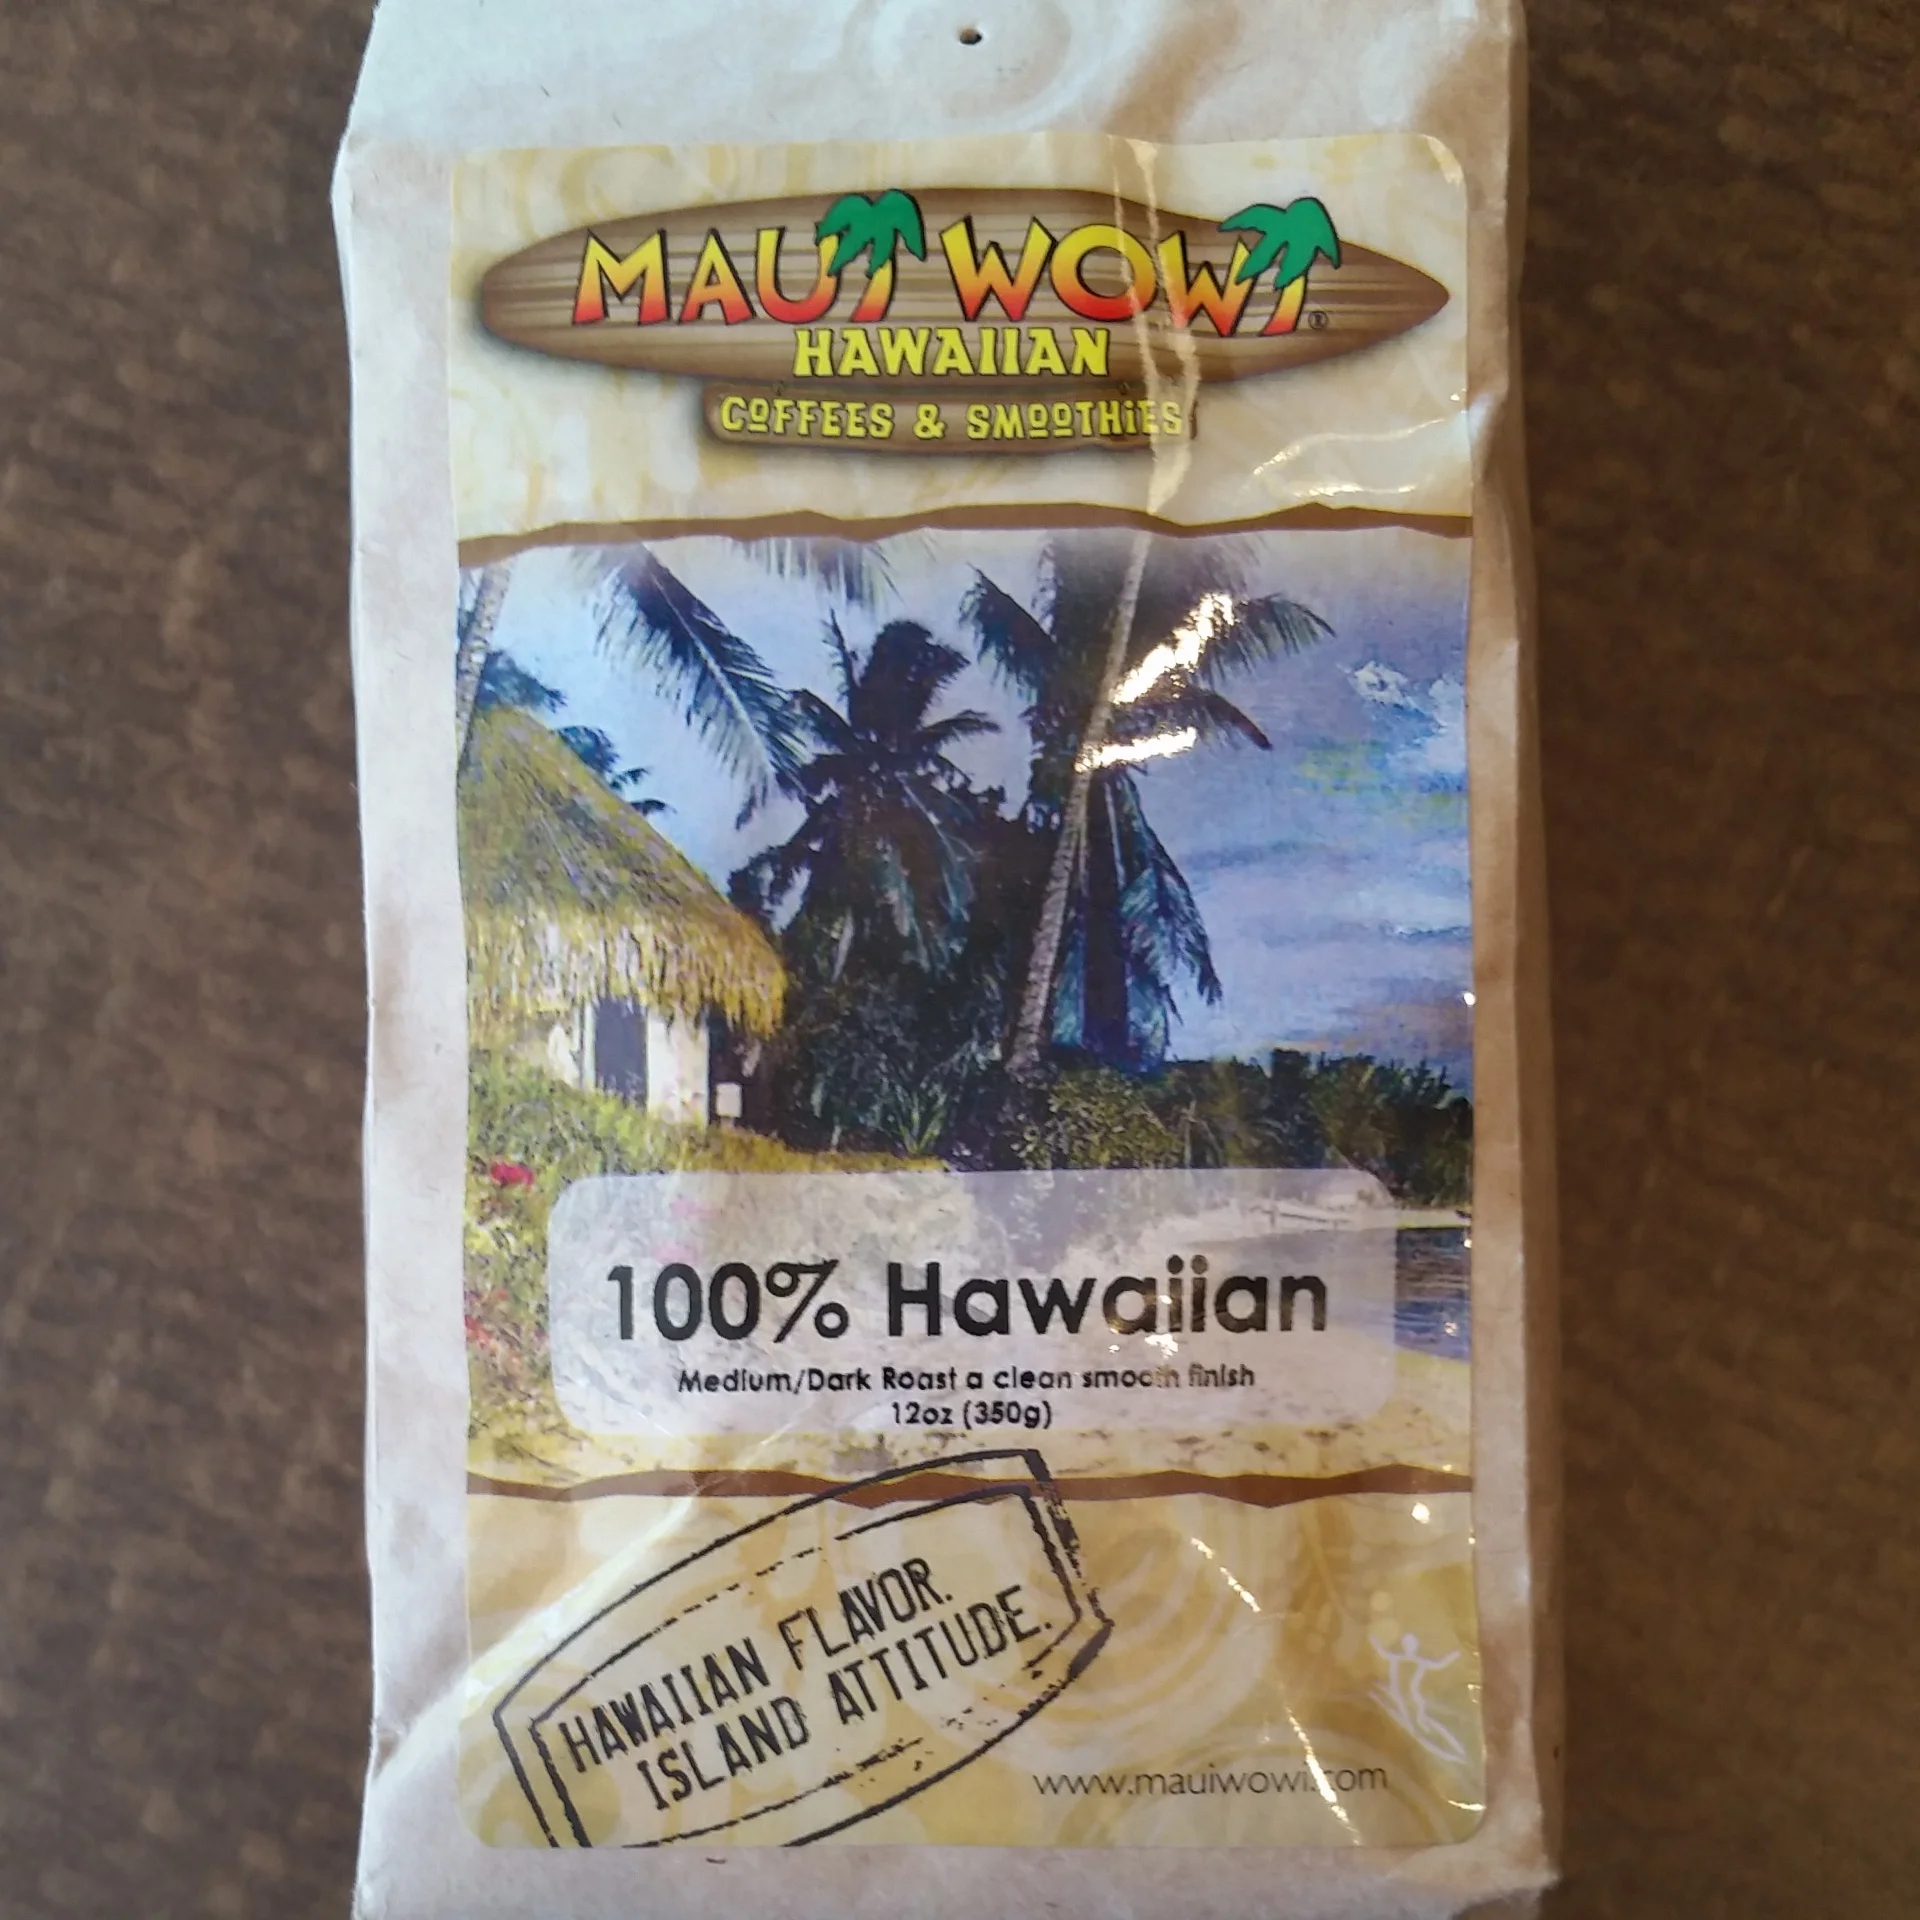 MAUI WOWI®
HAWAIIAN
COFFEES & SMOOTHIES
100% Hawaiian
Medium/Dark Roast a clean smooth finish
12oz (350g)
HAWAIIAN FLAVOR.
ISLAND ATTITUDE.
www.mauiwowi.com